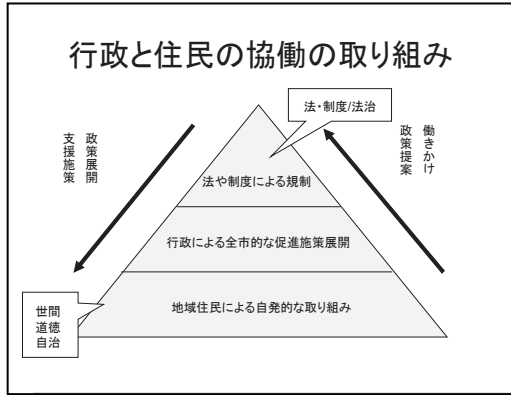 行政と住民の協働の取り組み
法・制度/法治
政策展開
支援施策
働きかけ
政策提案
法や制度による規制
行政による全市的な促進施策展開
地域住民による自発的な取り組み
世間
道徳
自治